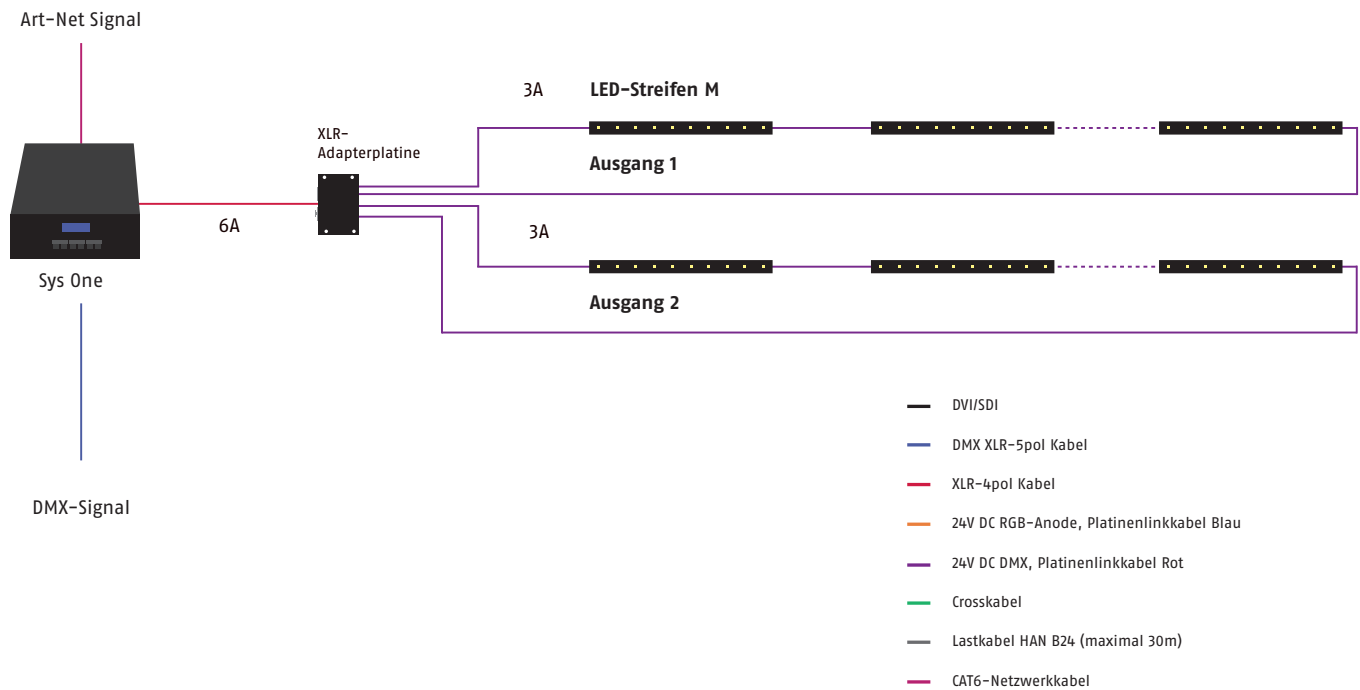 Art-Net Signal
3A
LED-Streifen M
XLR-
Adapterplatine
Ausgang 1
6A
3A
Sys One
Ausgang 2
DMX-Signal
DVI/SDI
DMX XLR-5pol Kabel
XLR-4pol Kabel
24V DC RGB-Anode, Platinenlinkkabel Blau
24V DC DMX, Platinenlinkkabel Rot
Crosskabel
Lastkabel HAN B24 (maximal 30m)
CAT6-Netzwerkkabel